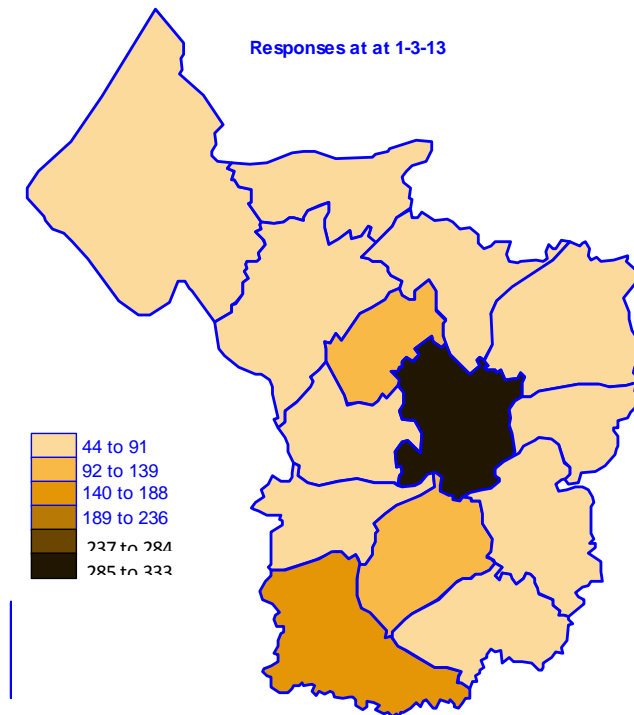 Responses at at 1-3-13
44 to 91
92 to 139
140 to 188
189 to 236
237 to 284
285 to 333